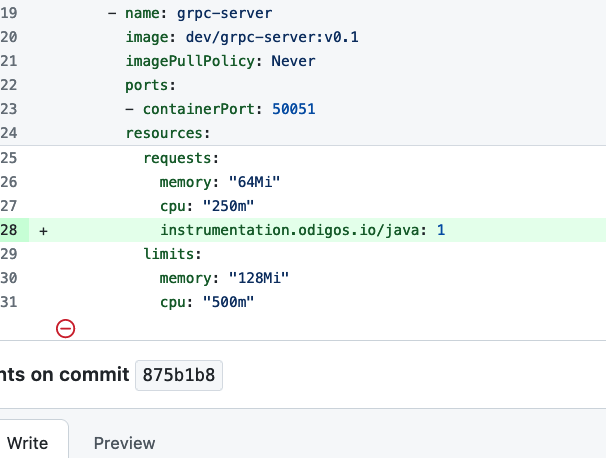 19 - name: grpc-server
20 image: dev/grpc-server:v0.1
21 imagePullPolicy: Never
22 ports:
23 - containerPort: 50051
24 resources:
25 requests:
26 memory: "64Mi"
27 cpu: "250m"
28 + instrumentation.odigos.io/java: 1
29 limits:
30 memory: "128Mi"
31 cpu: "500m"
nts on commit 875b1b8
Write Preview